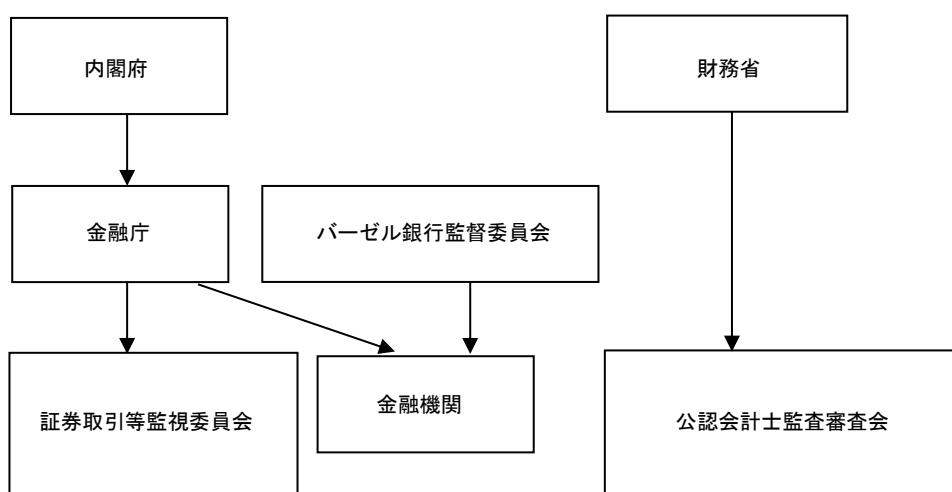 内閣府
財務省
金融庁
バーゼル銀行監督委員会
証券取引等監視委員会
金融機関
公認会計士監査審査会